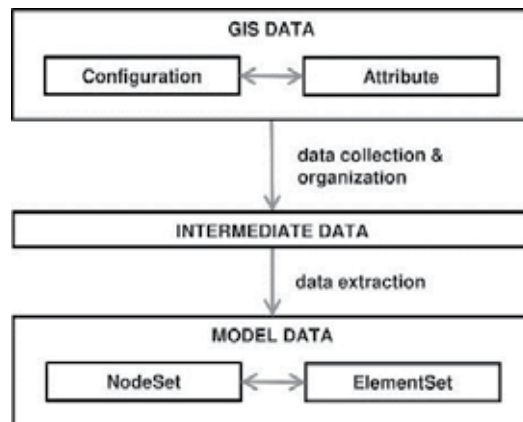 GIS DATA
Configuration
Attribute
data collection &
organization
INTERMEDIATE DATA
data extraction
MODEL DATA
NodeSet
ElementSet